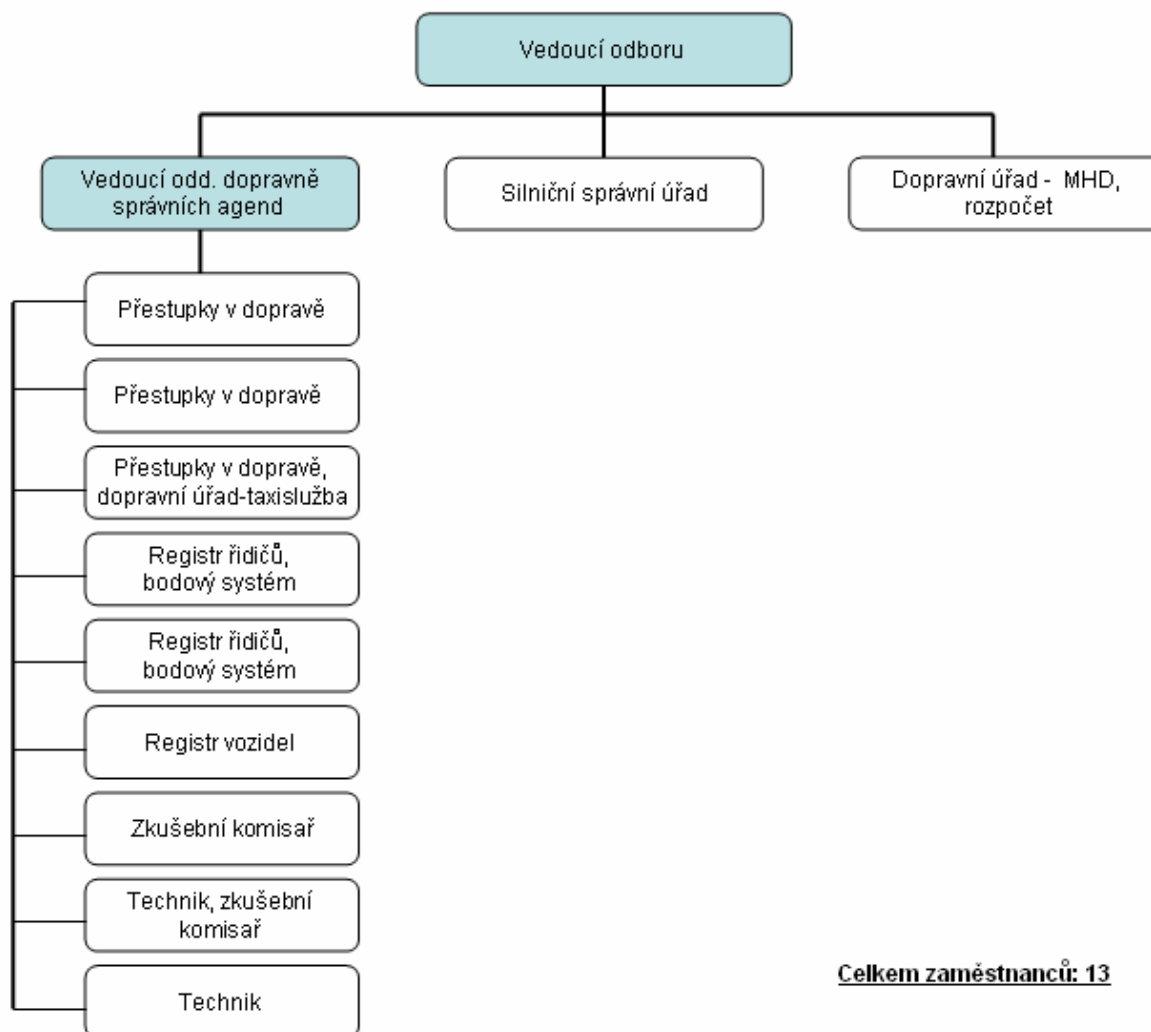 Vedoucí odboru
Vedoucí odd. dopravně
správních agend
Silniční správní úřad
Dopravní úřad - MHD,
rozpočet
Přestupky v dopravě
Přestupky v dopravě
Přestupky v dopravě,
dopravní úřad-taxislužba
Registr řidičů,
bodový systém
Registr řidičů,
bodový systém
Registr vozidel
Zkušební komisař
Technik, zkušební
komisař
Technik
Celkem zaměstnanců: 13